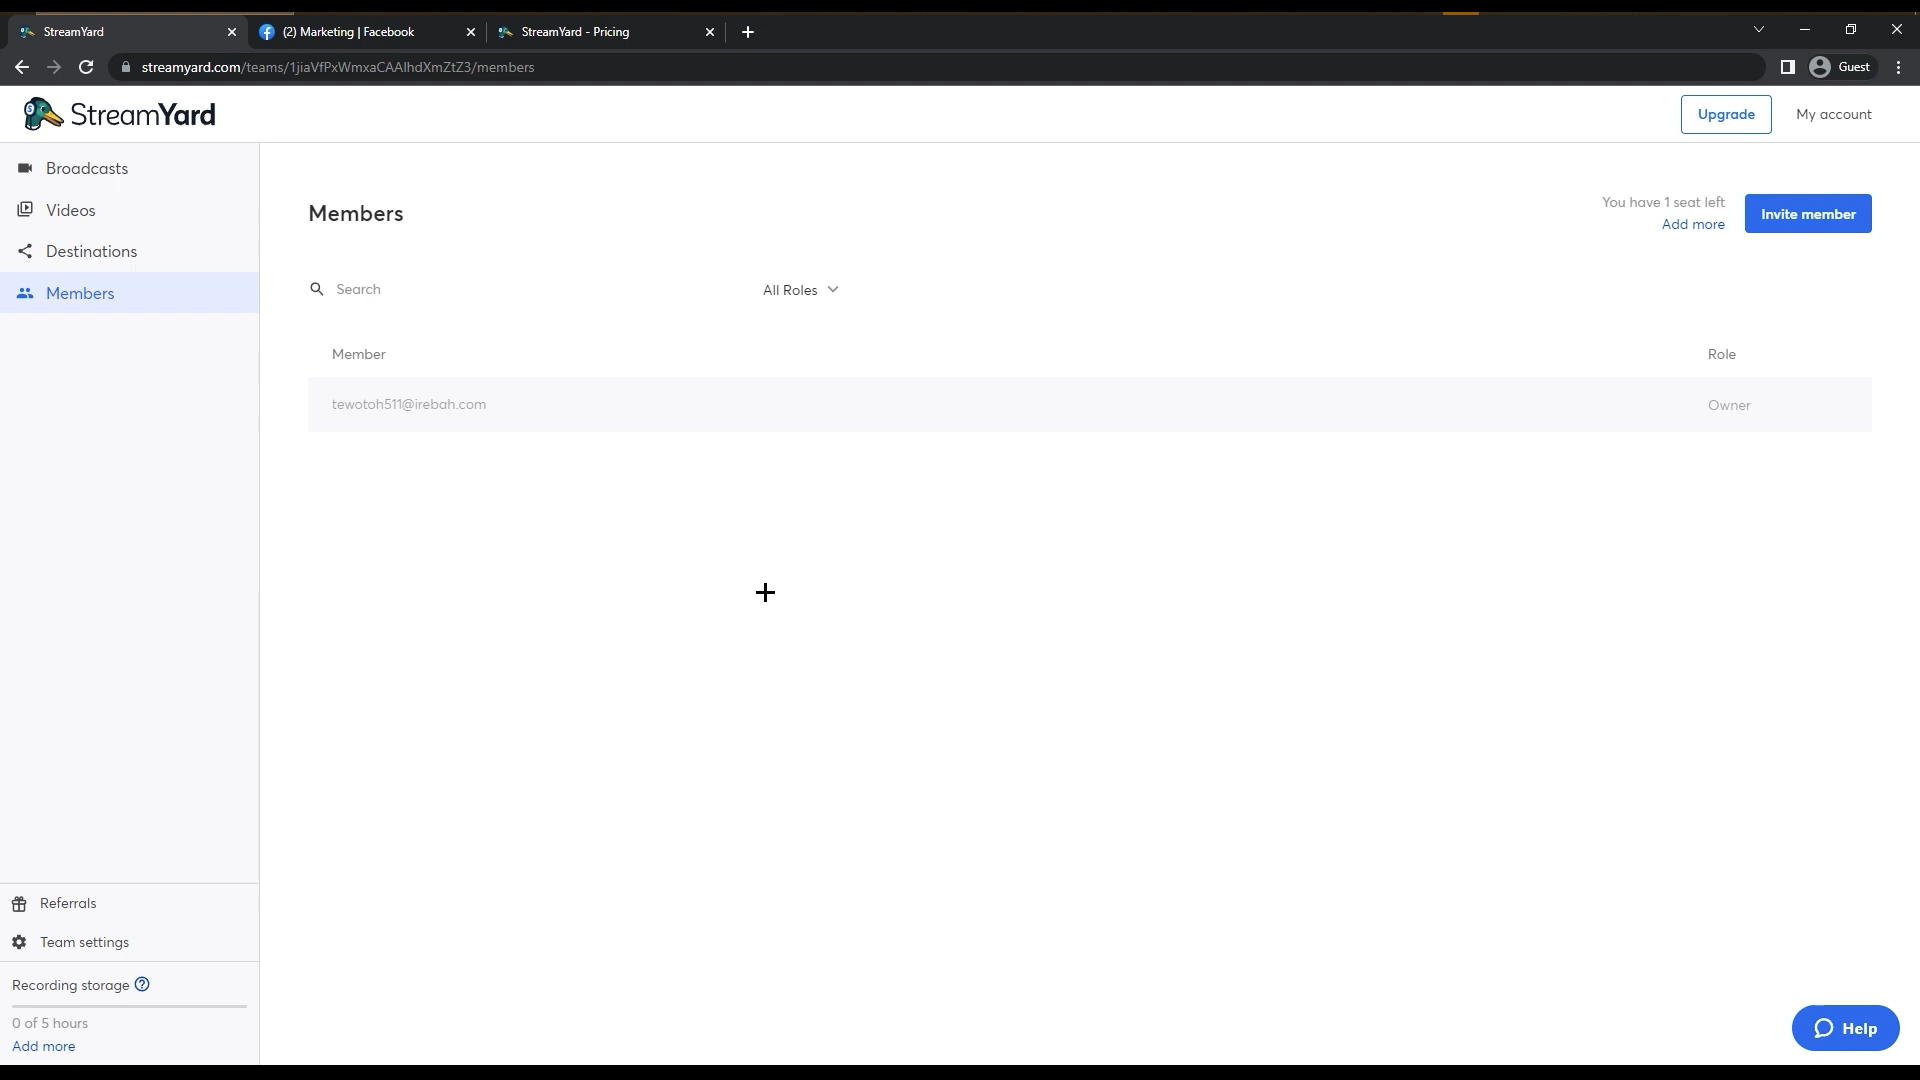 StreamYard
(2) Marketing | Facebook
StreamYard - Pricing
streamyard.com/teams/1jiaVfPxWmxaCAAlhdXmZtZ3/members
Guest
StreamYard
Upgrade
My account
Broadcasts
Videos
Destinations
Members
Members
You have 1 seat left
Add more
Invite member
Search
All Roles
Member
Role
tewotoh511@irebah.com
Owner
Referrals
Team settings
Recording storage
0 of 5 hours
Add more
Help